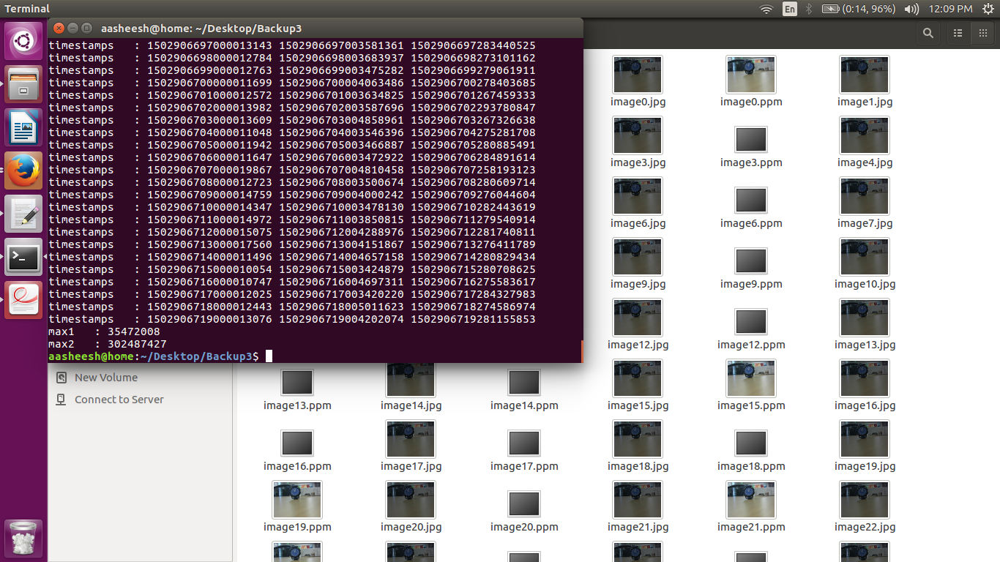 Terminal
En
(0:14, 96%)
12:09 PM
aasheesh@home: ~/Desktop/Backup3
timestamps : 1502906697000013143 1502906697003581361 1502906697283440525
timestamps : 1502906698000012784 1502906698003683937 1502906698273101162
timestamps : 1502906699000012763 1502906699003475282 1502906699279061911
timestamps : 1502906700000011699 1502906700004063486 1502906700278403685
timestamps : 1502906701000012572 1502906701003634825 1502906701267459333
timestamps : 1502906702000013982 1502906702003587696 1502906702293780847
timestamps : 1502906703000013609 1502906703004858961 1502906703267326638
timestamps : 1502906704000011048 1502906704003546396 1502906704275281708
timestamps : 1502906705000011942 1502906705003466887 1502906705280885491
timestamps : 1502906706000011647 1502906706003472922 1502906706284891614
timestamps : 1502906707000019867 1502906707004810458 1502906707258193123
timestamps : 1502906708000012723 1502906708003500674 1502906708280609714
timestamps : 1502906709000014759 1502906709004000242 1502906709276044604
timestamps : 1502906710000014347 1502906710003478130 1502906710282443619
timestamps : 1502906711000014972 1502906711003850815 1502906711279540914
timestamps : 1502906712000015075 1502906712004288976 1502906712281740811
timestamps : 1502906713000017560 1502906713004151867 1502906713276411789
timestamps : 1502906714000011496 1502906714004657158 1502906714280829434
timestamps : 1502906715000010054 1502906715003424879 1502906715280708625
timestamps : 1502906716000010747 1502906716004697311 1502906716275583617
timestamps : 1502906717000012025 1502906717003420220 1502906717284327983
timestamps : 1502906718000012443 1502906718005011623 1502906718274586974
timestamps : 1502906719000013076 1502906719004202074 1502906719281155853
max1 : 35472008
max2 : 302487427
aasheesh@home:~/Desktop/Backup3$
New Volume
Connect to Server
image0.jpg image0.ppm image1.jpg
image3.jpg image3.ppm image4.jpg
image6.jpg image6.ppm image7.jpg
image9.jpg image9.ppm image10.jpg
image12.jpg image12.ppm image13.jpg
image13.ppm image14.jpg image14.ppm image15.jpg image15.ppm image16.jpg
image16.ppm image17.jpg image17.ppm image18.jpg image18.ppm image19.jpg
image19.ppm image20.jpg image20.ppm image21.jpg image21.ppm image22.jpg